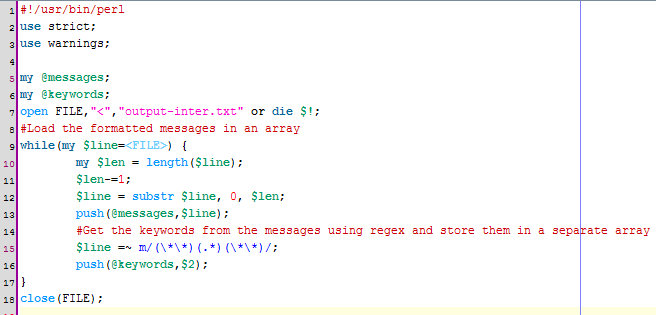 1 #!/usr/bin/perl
2 use strict;
3 use warnings;
4
5 my @messages;
6 my @keywords;
7 open FILE,"<","output-inter.txt" or die $!;
8 #Load the formatted messages in an array
9 while(my $line=<FILE>) {
10 my $len = length($line);
11 $len-=1;
12 $line = substr $line, 0, $len;
13 push(@messages,$line);
14 #Get the keywords from the messages using regex and store them in a separate array
15 $line =~ m/(\*\*)(.*)(\*\*)/;
16 push(@keywords,$2);
17 }
18 close(FILE);